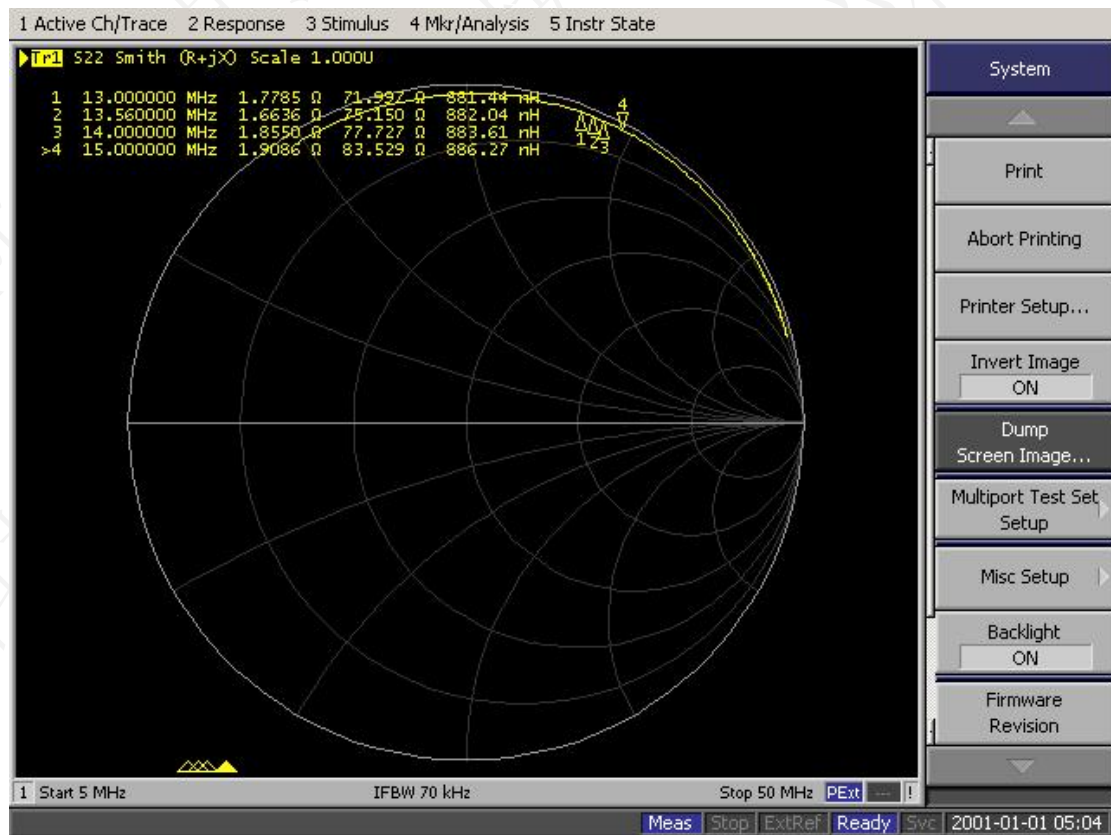 1 Active Ch/Trace 2 Response 3 Stimulus 4 Mkr/Analysis 5 Instr State
Tr1 S22 Smith (R+jX) Scale 1.000U
1 13.000000 MHz 1.7785 Ω 71.997 Ω 881.44 nH
2 13.560000 MHz 1.6636 Ω 75.150 Ω 882.04 nH
3 14.000000 MHz 1.8550 Ω 77.727 Ω 883.61 nH
>4 15.000000 MHz 1.9086 Ω 83.529 Ω 886.27 nH
4
1 2 3
System
Print
Abort Printing
Printer Setup...
Invert Image
ON
Dump
Screen Image...
Multiport Test Set
Setup
Misc Setup
Backlight
ON
Firmware
Revision
1 Start 5 MHz IFBW 70 kHz Stop 50 MHz PExt --- !
Meas Stop ExtRef Ready Svc 2001-01-01 05:04